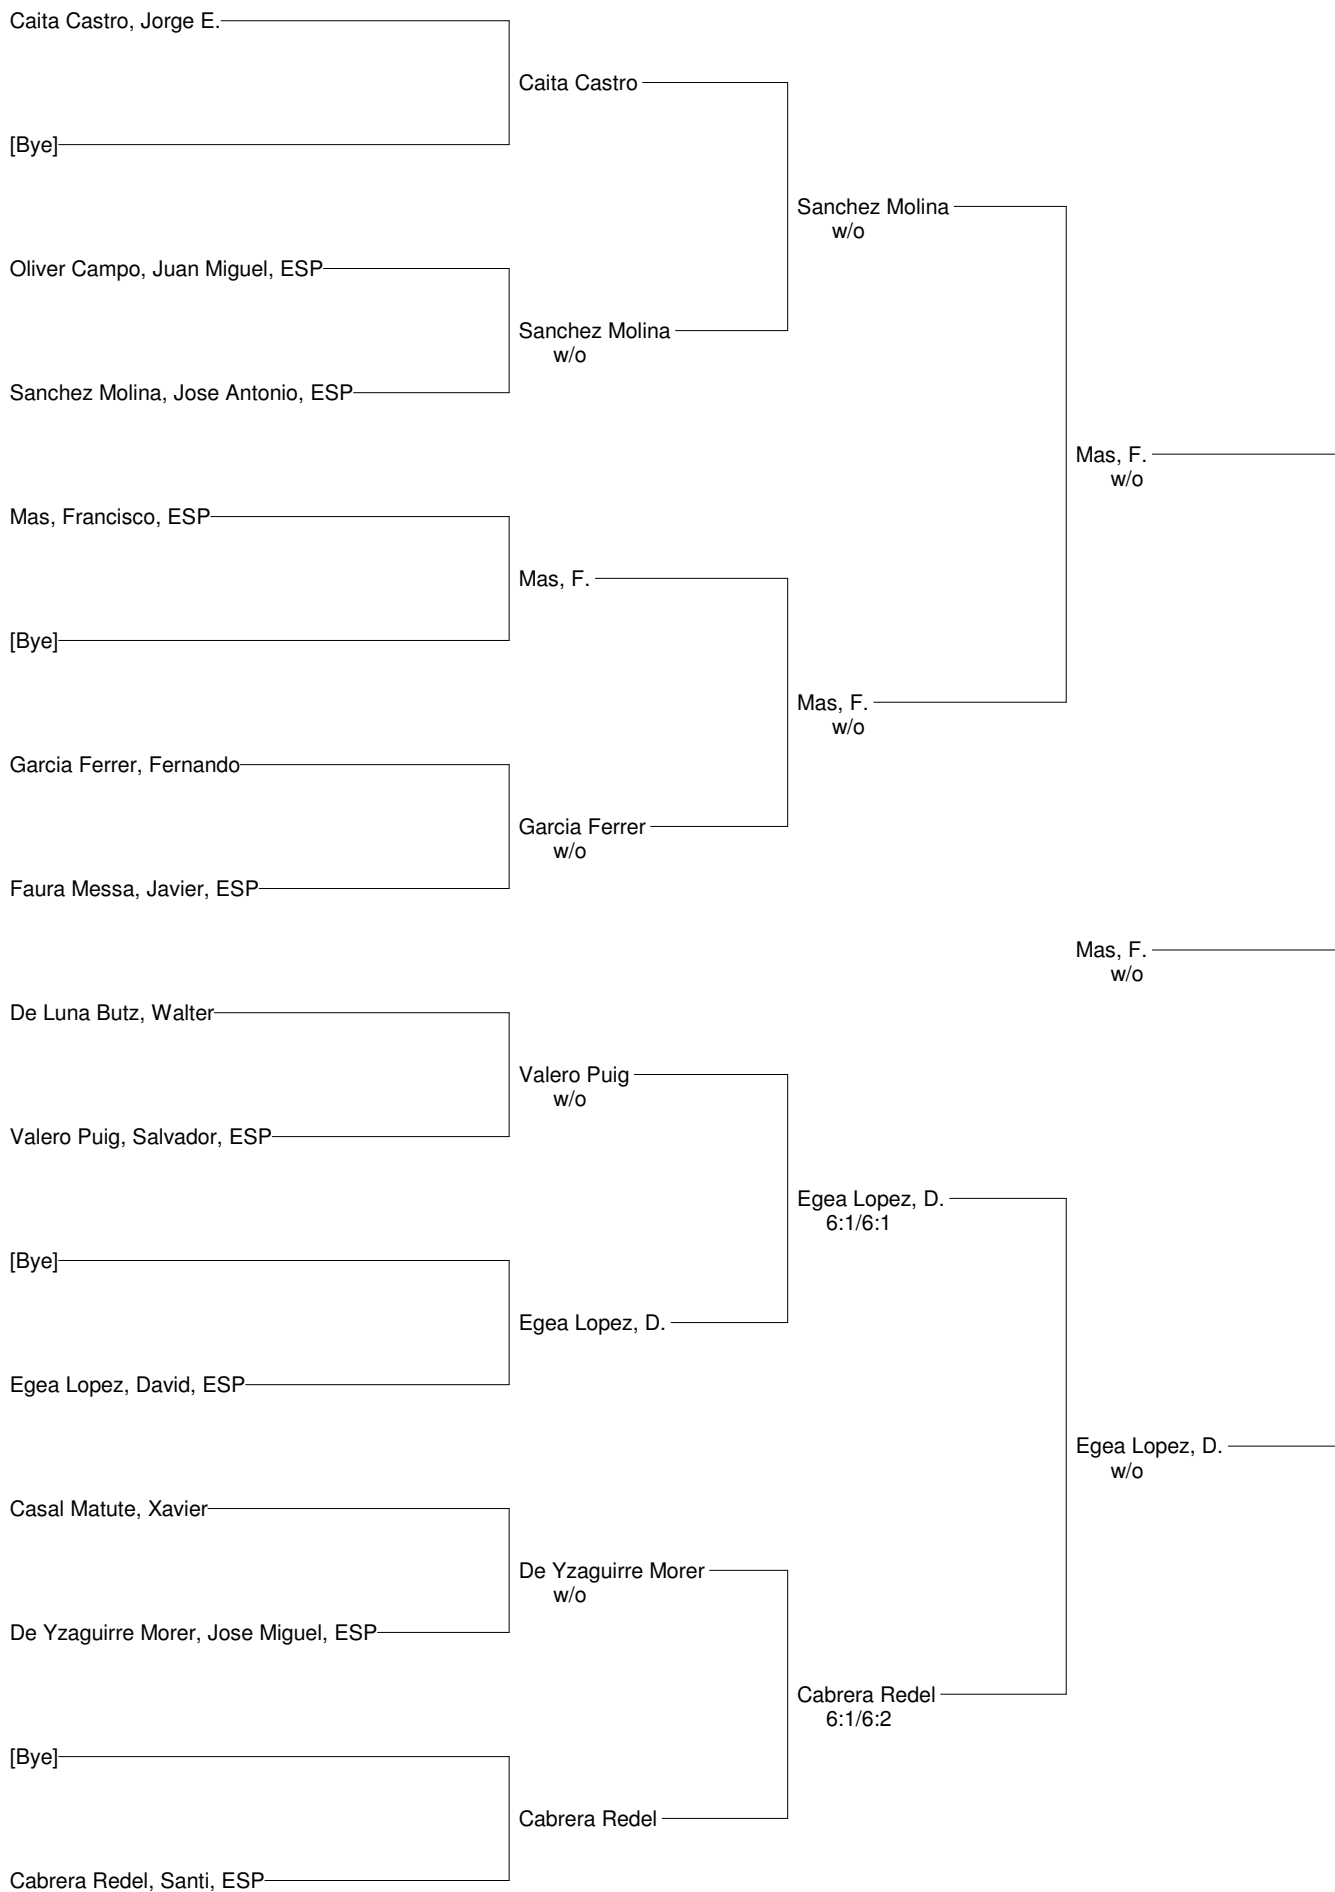 Caita Castro, Jorge E.
Caita Castro
[Bye]
Sanchez Molina
w/o
Oliver Campo, Juan Miguel, ESP
Sanchez Molina
w/o
Sanchez Molina, Jose Antonio, ESP
Mas, F.
w/o
Mas, Francisco, ESP
Mas, F.
[Bye]
Mas, F.
w/o
Garcia Ferrer, Fernando
Garcia Ferrer
w/o
Faura Messa, Javier, ESP
Mas, F.
w/o
De Luna Butz, Walter
Valero Puig
w/o
Valero Puig, Salvador, ESP
Egea Lopez, D.
6:1/6:1
[Bye]
Egea Lopez, D.
Egea Lopez, David, ESP
Egea Lopez, D.
w/o
Casal Matute, Xavier
De Yzaguirre Morer
w/o
De Yzaguirre Morer, Jose Miguel, ESP
Cabrera Redel
6:1/6:2
[Bye]
Cabrera Redel
Cabrera Redel, Santi, ESP